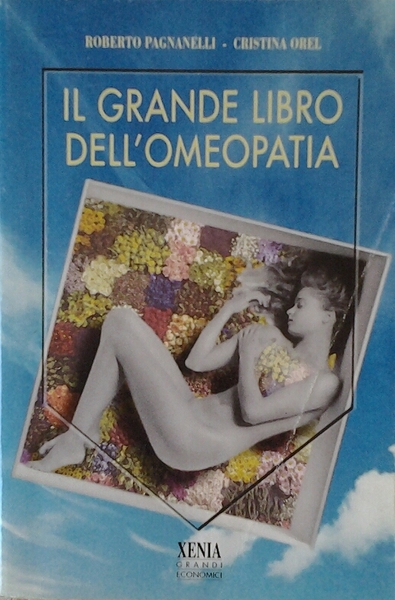 ROBERTO PAGNANELLI - CRISTINA OREL
IL GRANDE LIBRO
DELL'OMEOPATIA
XENIA
GRANDI
ECONOMICI